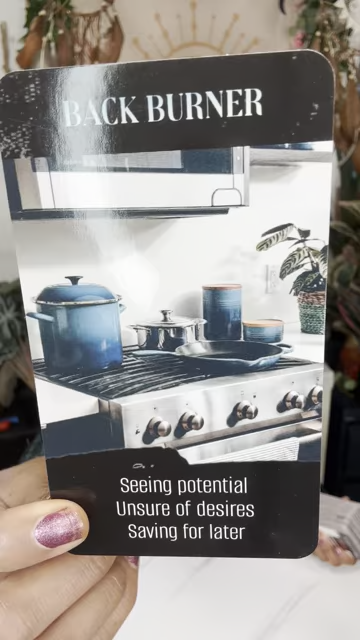 BACK BURNER
Seeing potential
Unsure of desires
Saving for later